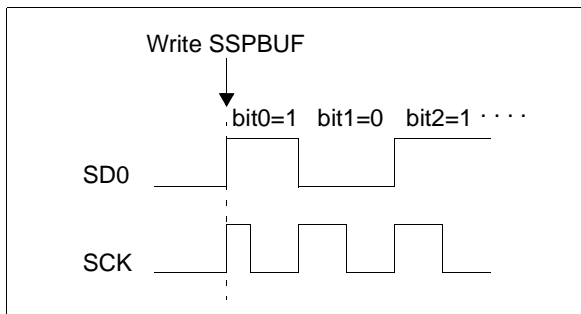 Write SSPBUF
bit0=1 bit1=0 bit2=1 ····
SD0
SCK